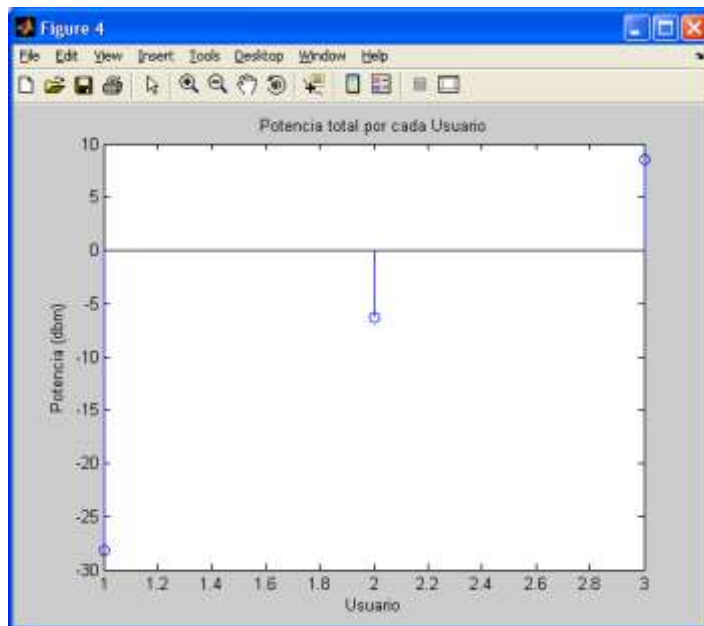 Figure 4
File Edit View Insert Tools Desktop Window Help
Potencia total por cada Usuario
10
5
0
-5
-10
-15
-20
-25
-30
Potencia (dbm)
1 1.2 1.4 1.6 1.8 2 2.2 2.4 2.6 2.8 3
Usuario